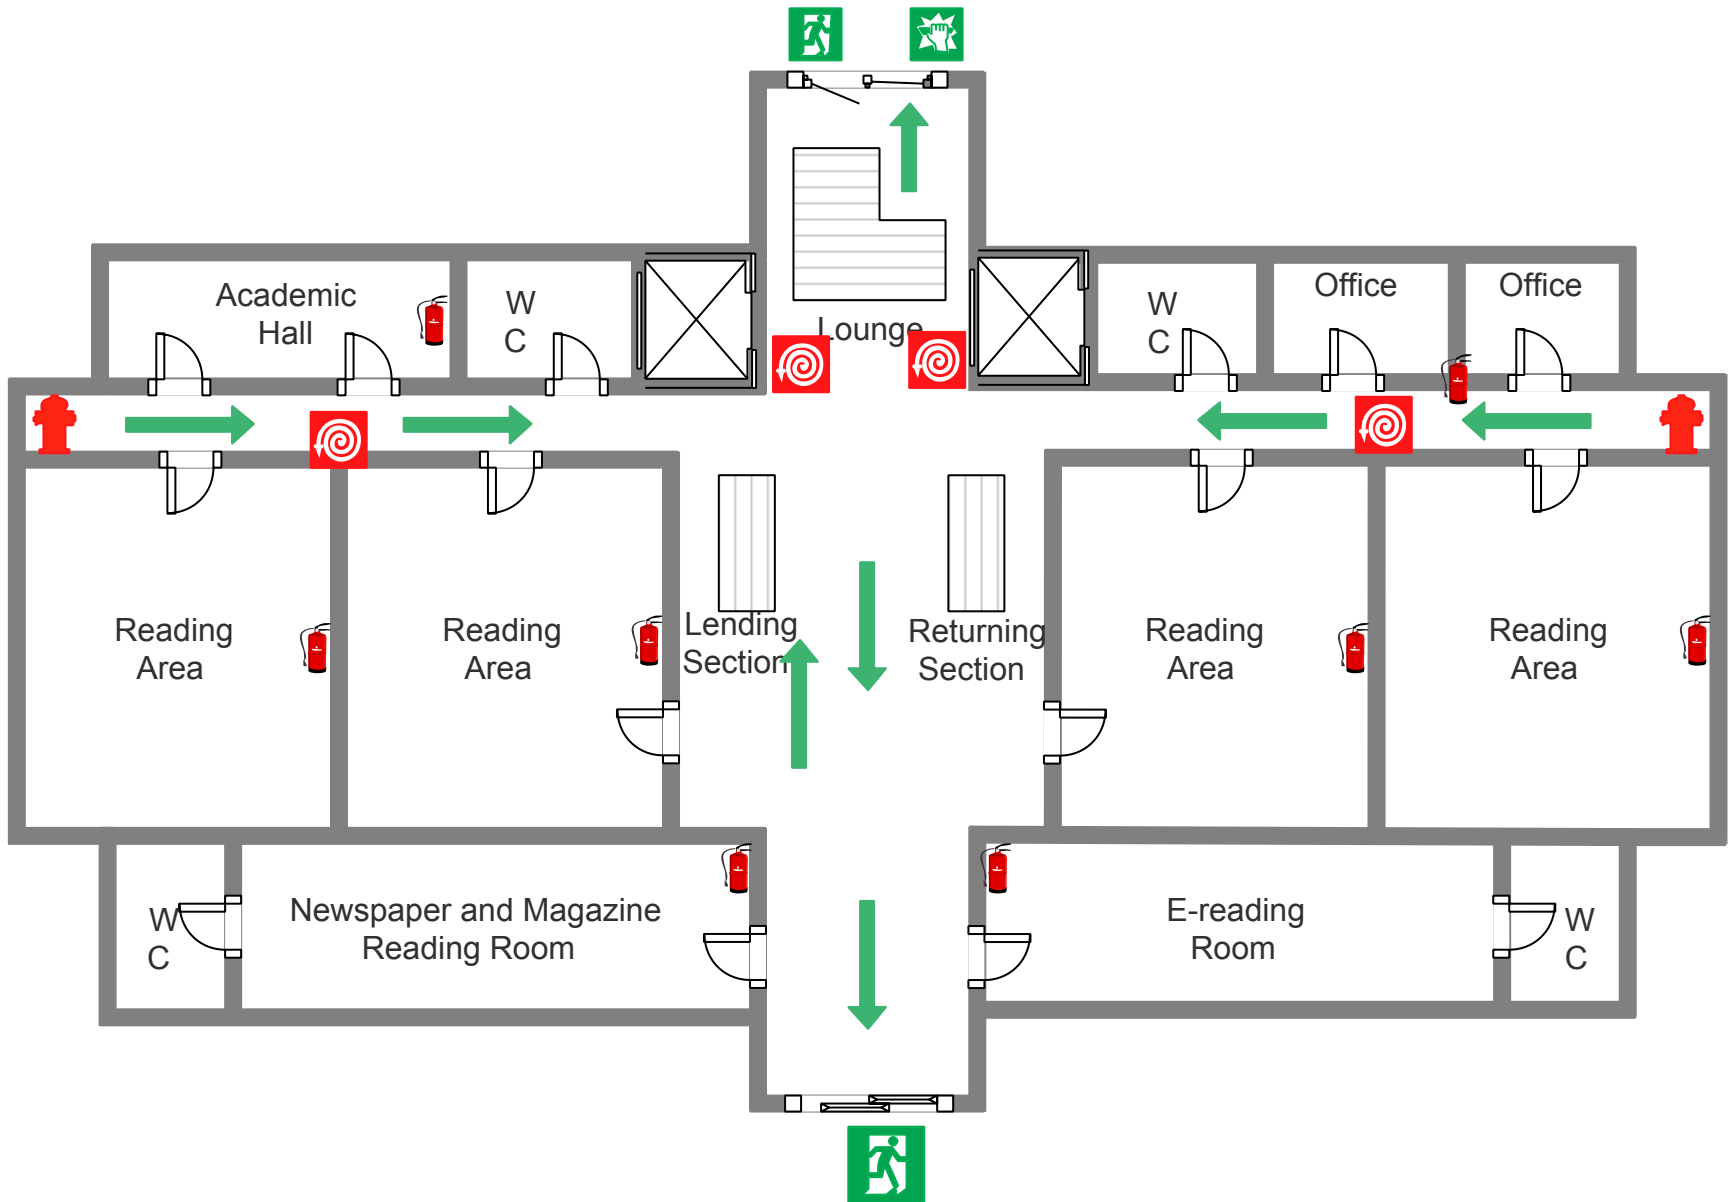 Academic
Hall
W
C
Lounge
W
C
Office
Office
Reading
Area
Reading
Area
Lending
Section
Returning
Section
Reading
Area
Reading
Area
W
C
Newspaper and Magazine
Reading Room
E-reading
Room
W
C